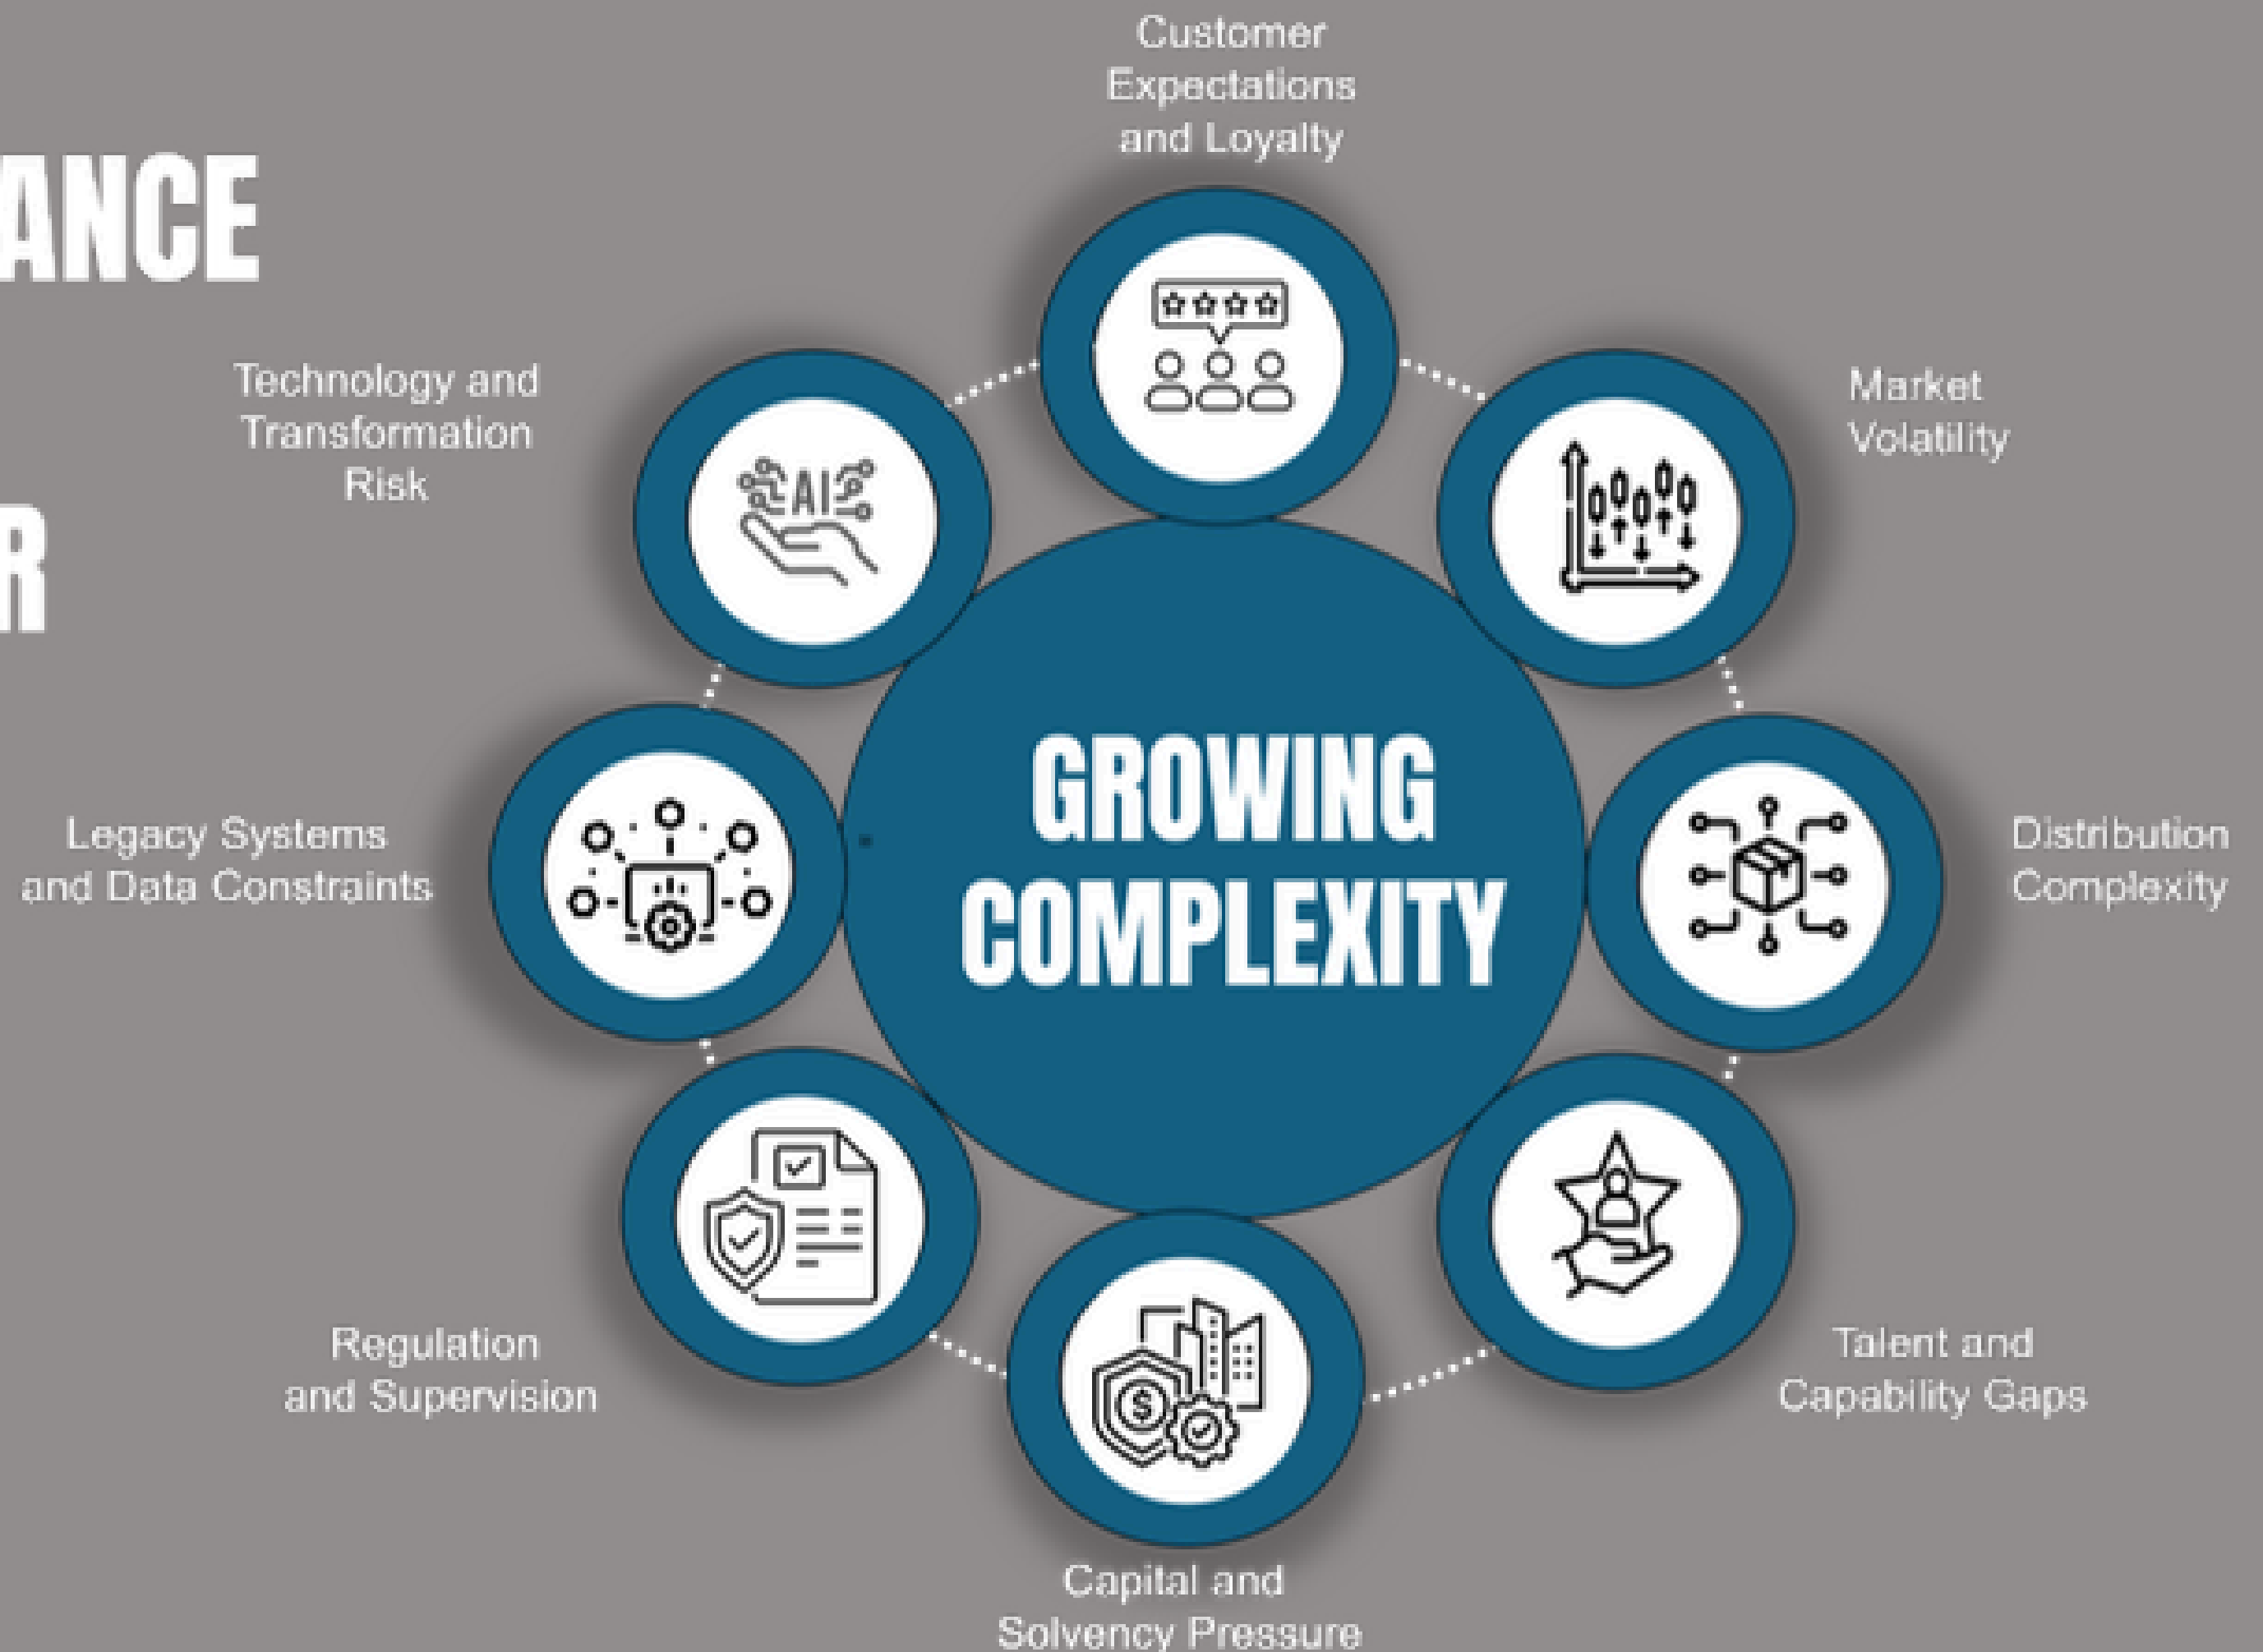 ANCE
R
Customer
Expectations
and Loyalty
Market
Volatility
Distribution
Complexity
Talent and
Capability Gaps
Capital and
Solvency Pressure
Regulation
and Supervision
Legacy Systems
and Data Constraints
Technology and
Transformation
Risk
AI
$
GROWING
COMPLEXITY